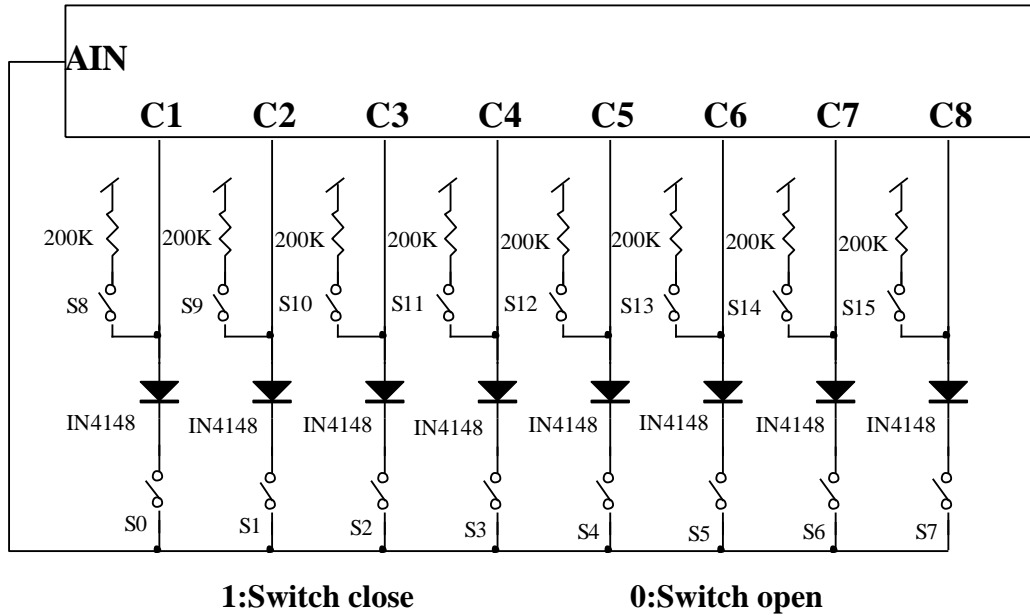 AIN
C1 C2 C3 C4 C5 C6 C7 C8
200K 200K 200K 200K 200K 200K 200K 200K
S8 S9 S10 S11 S12 S13 S14 S15
IN4148 IN4148 IN4148 IN4148 IN4148 IN4148 IN4148 IN4148
S0 S1 S2 S3 S4 S5 S6 S7
1:Switch close 0:Switch open